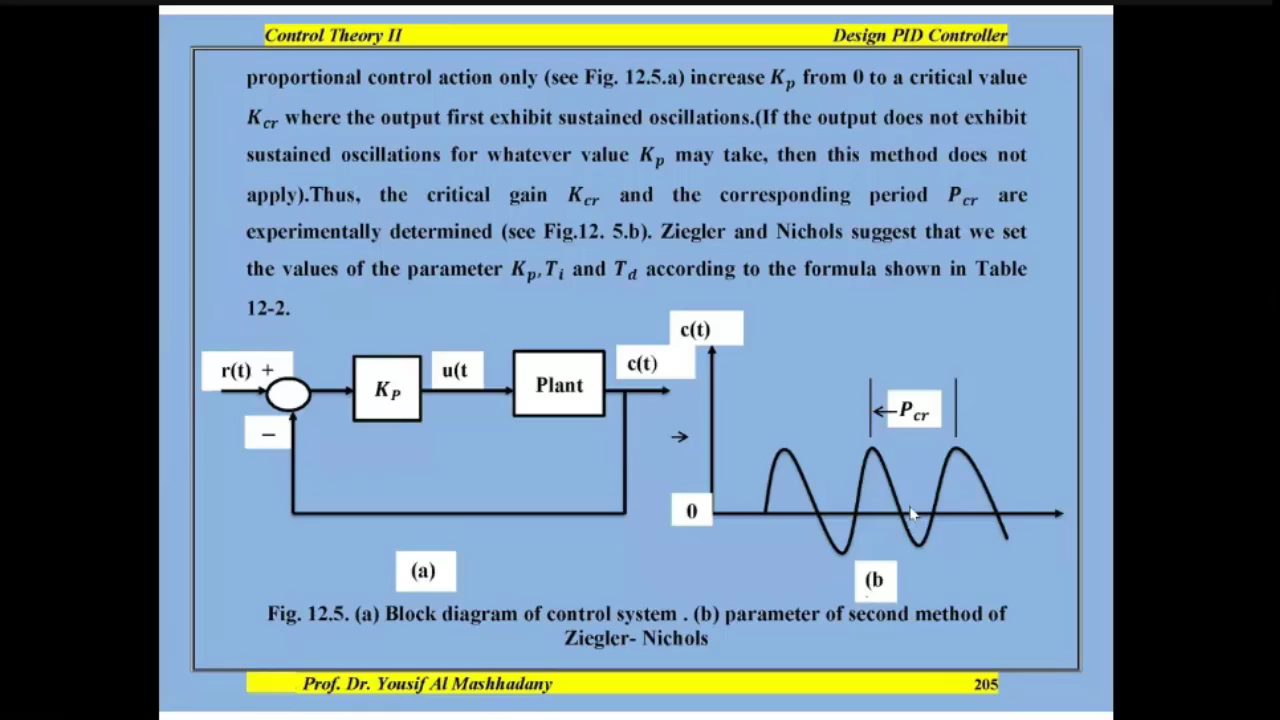 Control Theory II
Design PID Controller
proportional control action only (see Fig. 12.5.a) increase Kp from 0 to a critical value
Kcr where the output first exhibit sustained oscillations.(If the output does not exhibit
sustained oscillations for whatever value Kp may take, then this method does not
apply).Thus, the critical gain Kcr and the corresponding period Pcr are
experimentally determined (see Fig.12. 5.b). Ziegler and Nichols suggest that we set
the values of the parameter Kp,Ti and Td according to the formula shown in Table
12-2.
c(t)
r(t) +
KP
u(t
Plant
c(t)
←Pcr
−
→
0
(a)
(b
Fig. 12.5. (a) Block diagram of control system . (b) parameter of second method of
Ziegler- Nichols
Prof. Dr. Yousif Al Mashhadany
205